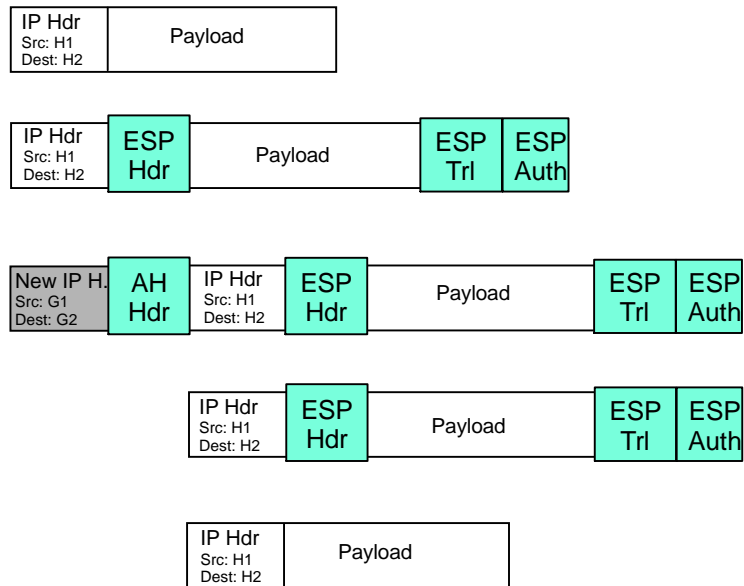 IP Hdr
Src: H1
Dest: H2
Payload
IP Hdr
Src: H1
Dest: H2
ESP
Hdr
Payload
ESP
Trl
ESP
Auth
New IP H.
Src: G1
Dest: G2
AH
Hdr
IP Hdr
Src: H1
Dest: H2
ESP
Hdr
Payload
ESP
Trl
ESP
Auth
IP Hdr
Src: H1
Dest: H2
ESP
Hdr
Payload
ESP
Trl
ESP
Auth
IP Hdr
Src: H1
Dest: H2
Payload